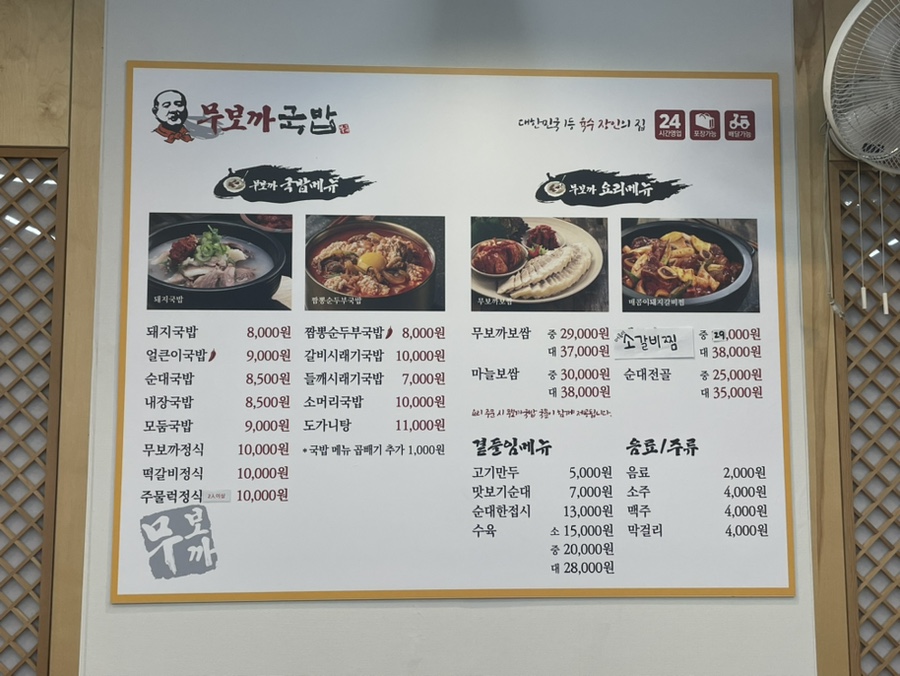 무보까 국밥
대한민국 1등 육수 장인의 집
24 시간영업
포장가능
배달가능
무보까 국밥메뉴
돼지국밥
짬뽕순두부국밥
돼지국밥 8,000원
얼큰이국밥 9,000원
순대국밥 8,500원
내장국밥 8,500원
모둠국밥 9,000원
무보까정식 10,000원
떡갈비정식 10,000원
주물럭정식 2인이상 10,000원
짬뽕순두부국밥 8,000원
갈비시래기국밥 10,000원
들깨시래기국밥 7,000원
소머리국밥 10,000원
도가니탕 11,000원
*국밥 메뉴 곱빼기 추가 1,000원
무보까
무보까 요리메뉴
무보까보쌈
매콤이돼지갈비찜
무보까보쌈 중 29,000원
대 37,000원
마늘보쌈 중 30,000원
대 38,000원
소갈비찜 중 29,000원
대 38,000원
순대전골 중 25,000원
대 35,000원
요리 주문 시
곁들임메뉴
고기만두 5,000원
맛보기순대 7,000원
순대한접시 13,000원
수육 소 15,000원
중 20,000원
대 28,000원
음료/주류
음료 2,000원
소주 4,000원
맥주 4,000원
막걸리 4,000원